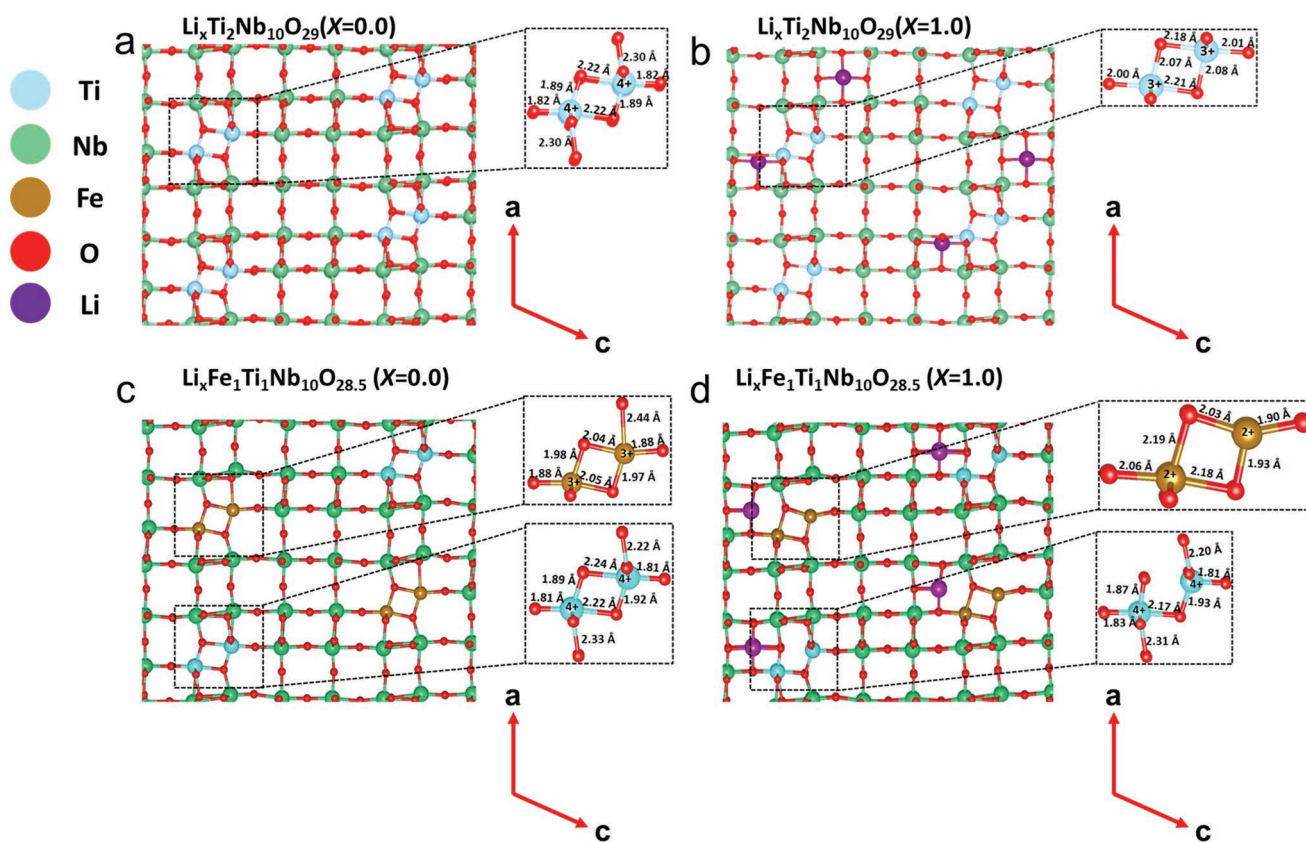 a
LiₓTi₂Nb₁₀O₂₉(X=0.0)
Ti
Nb
Fe
O
Li
2.30 Å
2.22 Å
1.82 Å
1.89 Å
4+
1.82 Å
4+
1.89 Å
2.22 Å
2.30 Å
a
c
b
LiₓTi₂Nb₁₀O₂₉(X=1.0)
2.18 Å
3+
2.01 Å
2.07 Å
2.00 Å
3+
2.21 Å
2.08 Å
a
c
c
LiₓFe₁Ti₁Nb₁₀O₂₈.₅ (X=0.0)
2.44 Å
2.04 Å
1.88 Å
1.98 Å
3+
1.88 Å
3+
2.05 Å
1.97 Å
2.22 Å
2.24 Å
1.81 Å
1.89 Å
4+
1.81 Å
4+
2.22 Å
1.92 Å
2.33 Å
a
c
d
LiₓFe₁Ti₁Nb₁₀O₂₈.₅ (X=1.0)
2.03 Å
1.90 Å
2.19 Å
2+
2.06 Å
1.93 Å
2+
2.18 Å
2.20 Å
1.87 Å
1.81 Å
4+
4+
2.17 Å
1.93 Å
1.83 Å
2.31 Å
a
c